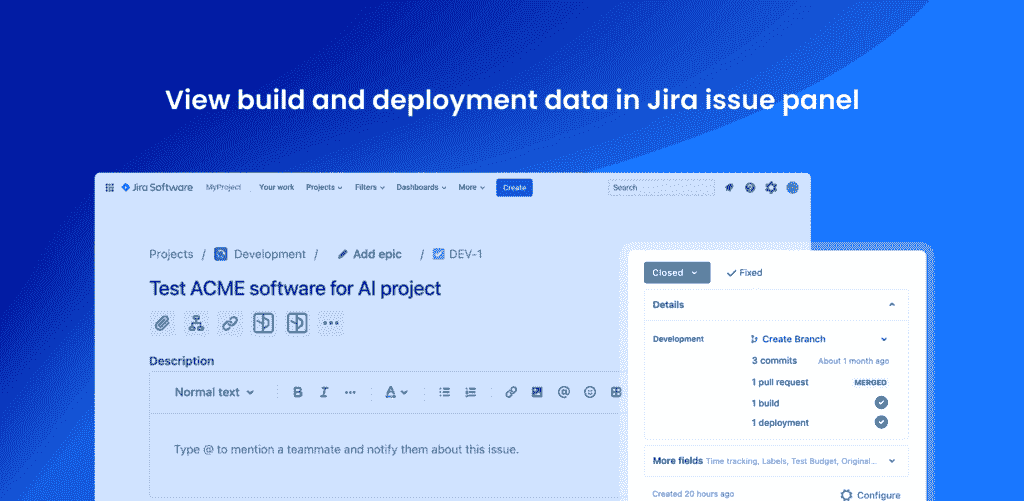 View build and deployment data in Jira issue panel
Jira Software MyProject Your work Projects Filters Dashboards More Create Search
Projects / Development / Add epic / DEV-1
Test ACME software for AI project
Description
Normal text B I ... A @
Type @ to mention a teammate and notify them about this issue.
Closed Fixed
Details
Development Create Branch
3 commits About 1 month ago
1 pull request MERGED
1 build
1 deployment
More fields Time tracking, Labels, Test Budget, Original...
Created 20 hours ago Configure